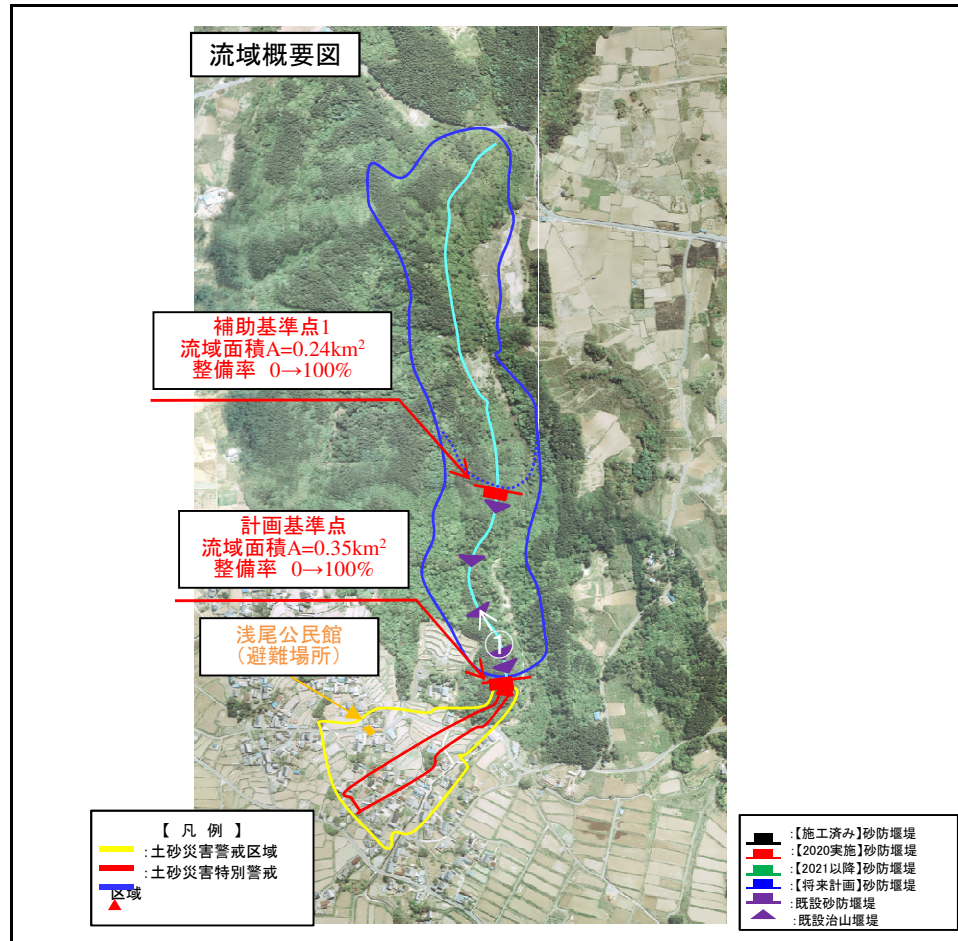 流域概要図
補助基準点1
流域面積A=0.24km²
整備率 0→100%
計画基準点
流域面積A=0.35km²
整備率 0→100%
浅尾公民館
(避難場所)
1
【 凡 例 】
:土砂災害警戒区域
:土砂災害特別警戒
区域
:【施工済み】砂防堰堤
:【2020実施】砂防堰堤
:【2021以降】砂防堰堤
:【将来計画】砂防堰堤
:既設砂防堰堤
:既設治山堰堤